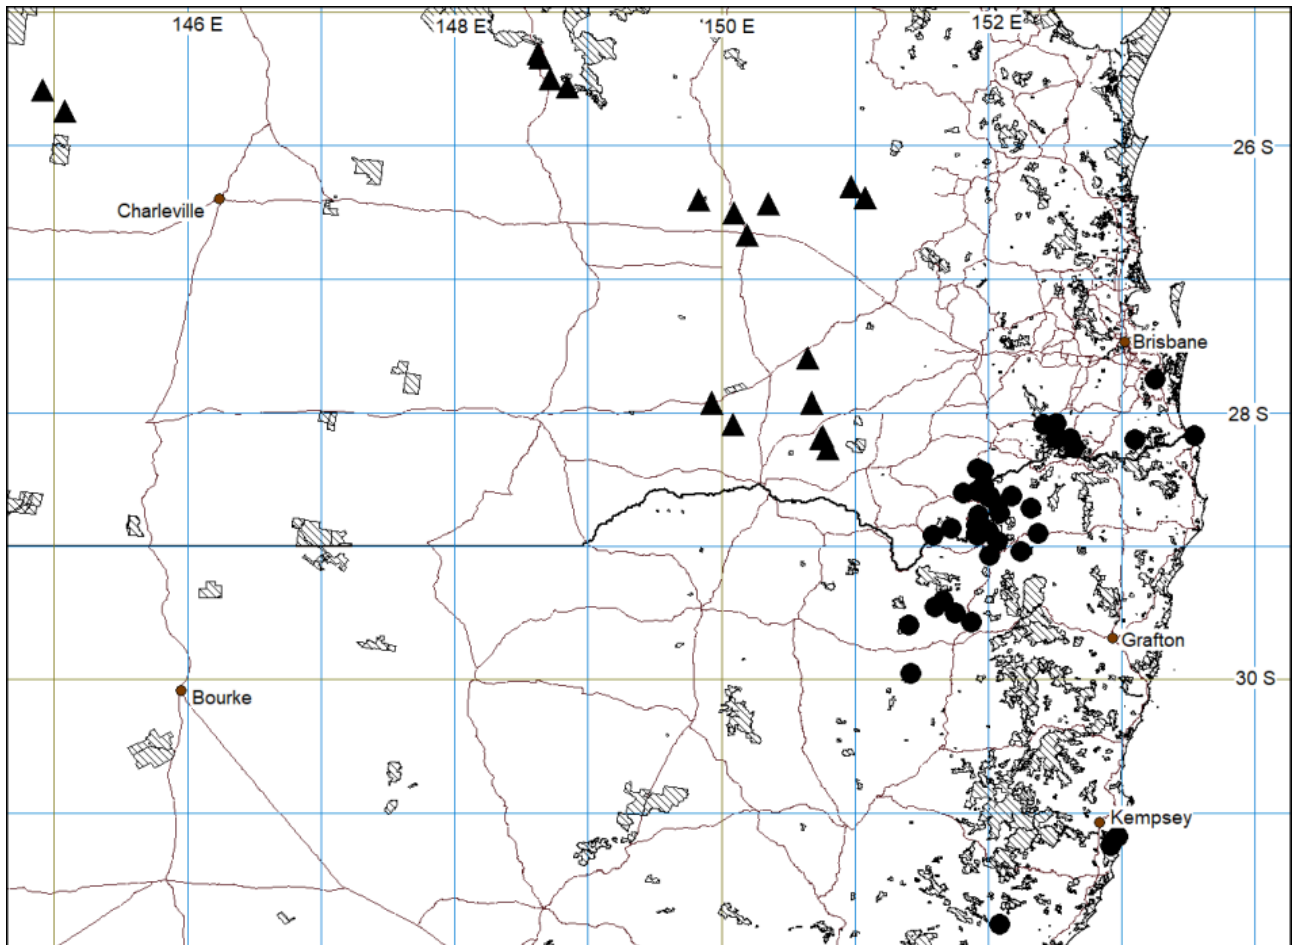 146 E
148 E
150 E
152 E
26 S
Charleville
Brisbane
28 S
Grafton
30 S
Bourke
Kempsey